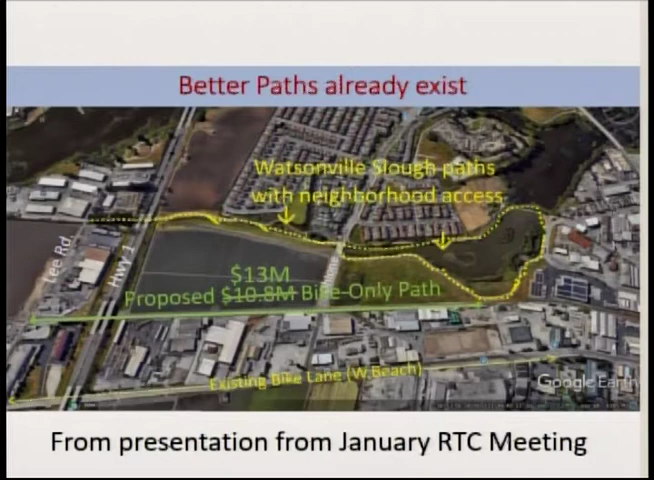 Better Paths already exist
Watsonville Slough paths
with neighborhood access
Lee Rd
Hwy 1
$13M
Proposed $10.8M Bike-Only Path
Existing Bike Lane (W.Beach)
Google Earth
From presentation from January RTC Meeting